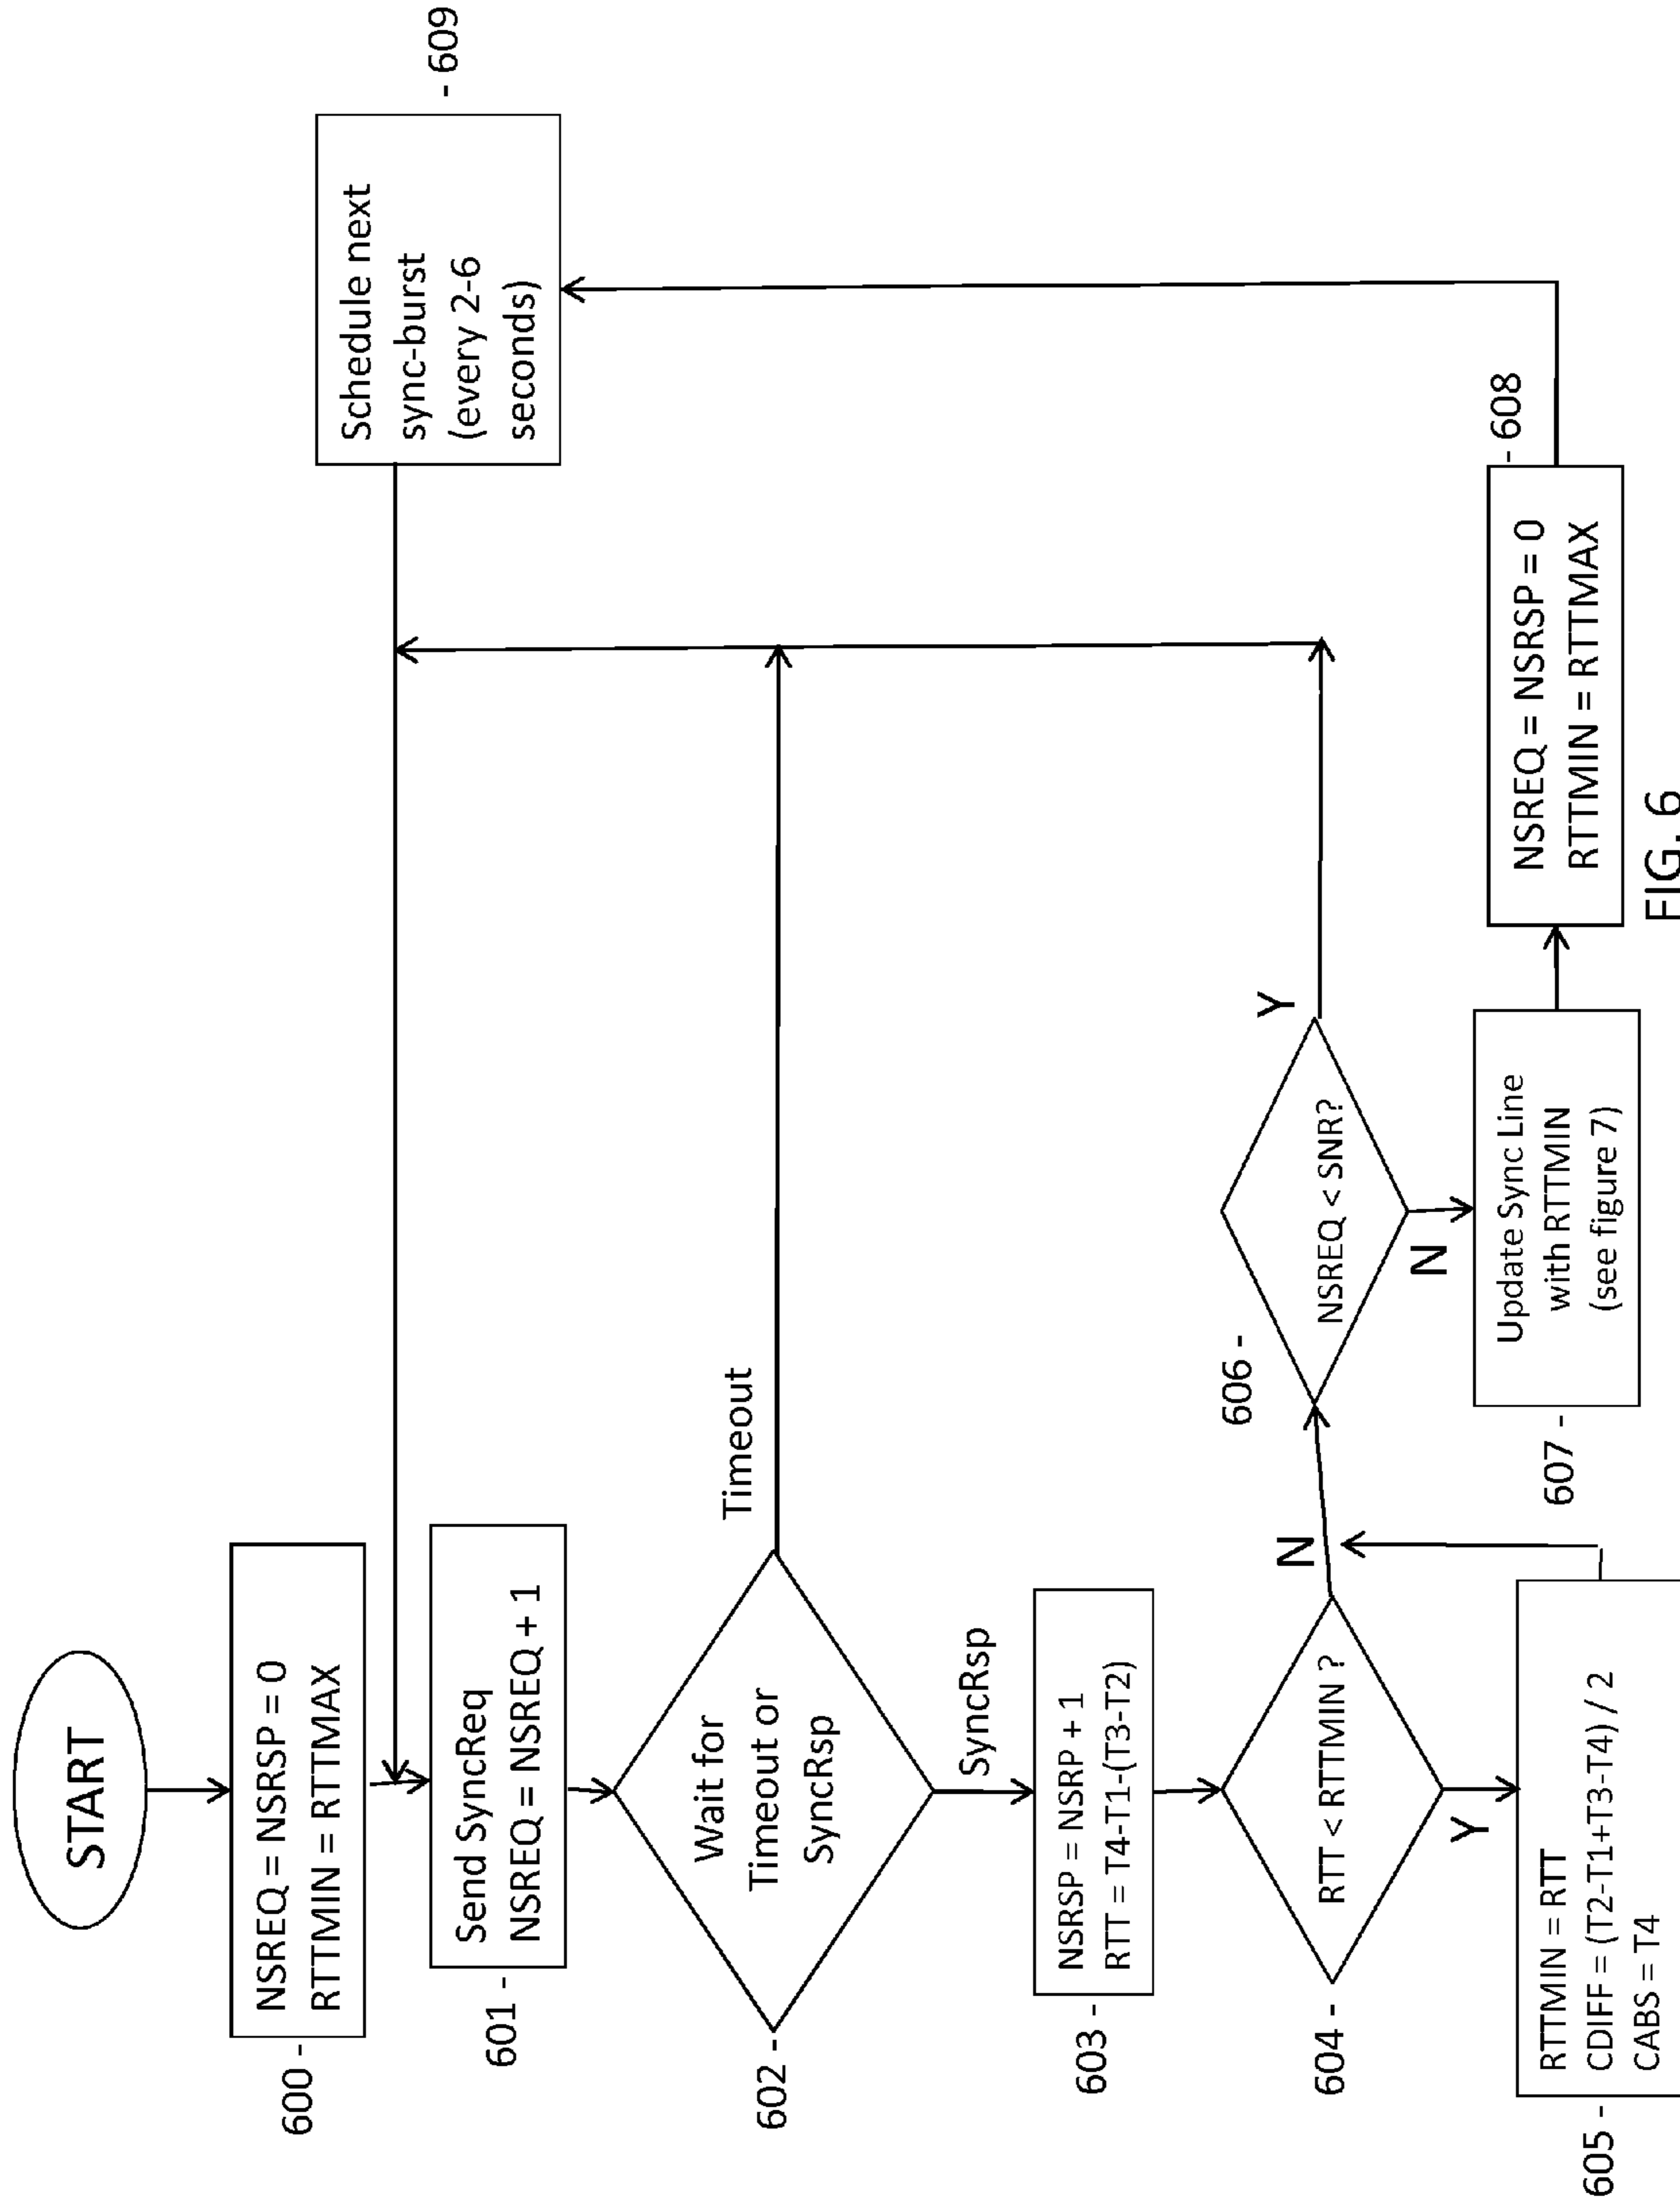 START
600 -
NSREQ = NSRSP = 0
RTTMIN = RTTMAX
601 -
Send SyncReq
NSREQ = NSREQ + 1
602 -
Wait for
Timeout or
SyncRsp
Timeout
SyncRsp
603 -
NSRSP = NSRP + 1
RTT = T4-T1-(T3-T2)
604 -
RTT < RTTMIN ?
N
Y
605 -
RTTMIN = RTT
CDIFF = (T2-T1+T3-T4) / 2
CABS = T4
606 -
NSREQ < SNR?
Y
N
607 -
Update Sync Line
with RTTMIN
(see figure 7)
- 608
NSREQ = NSRSP = 0
RTTMIN = RTTMAX
- 609
Schedule next
sync-burst
(every 2-6
seconds)
FIG. 6